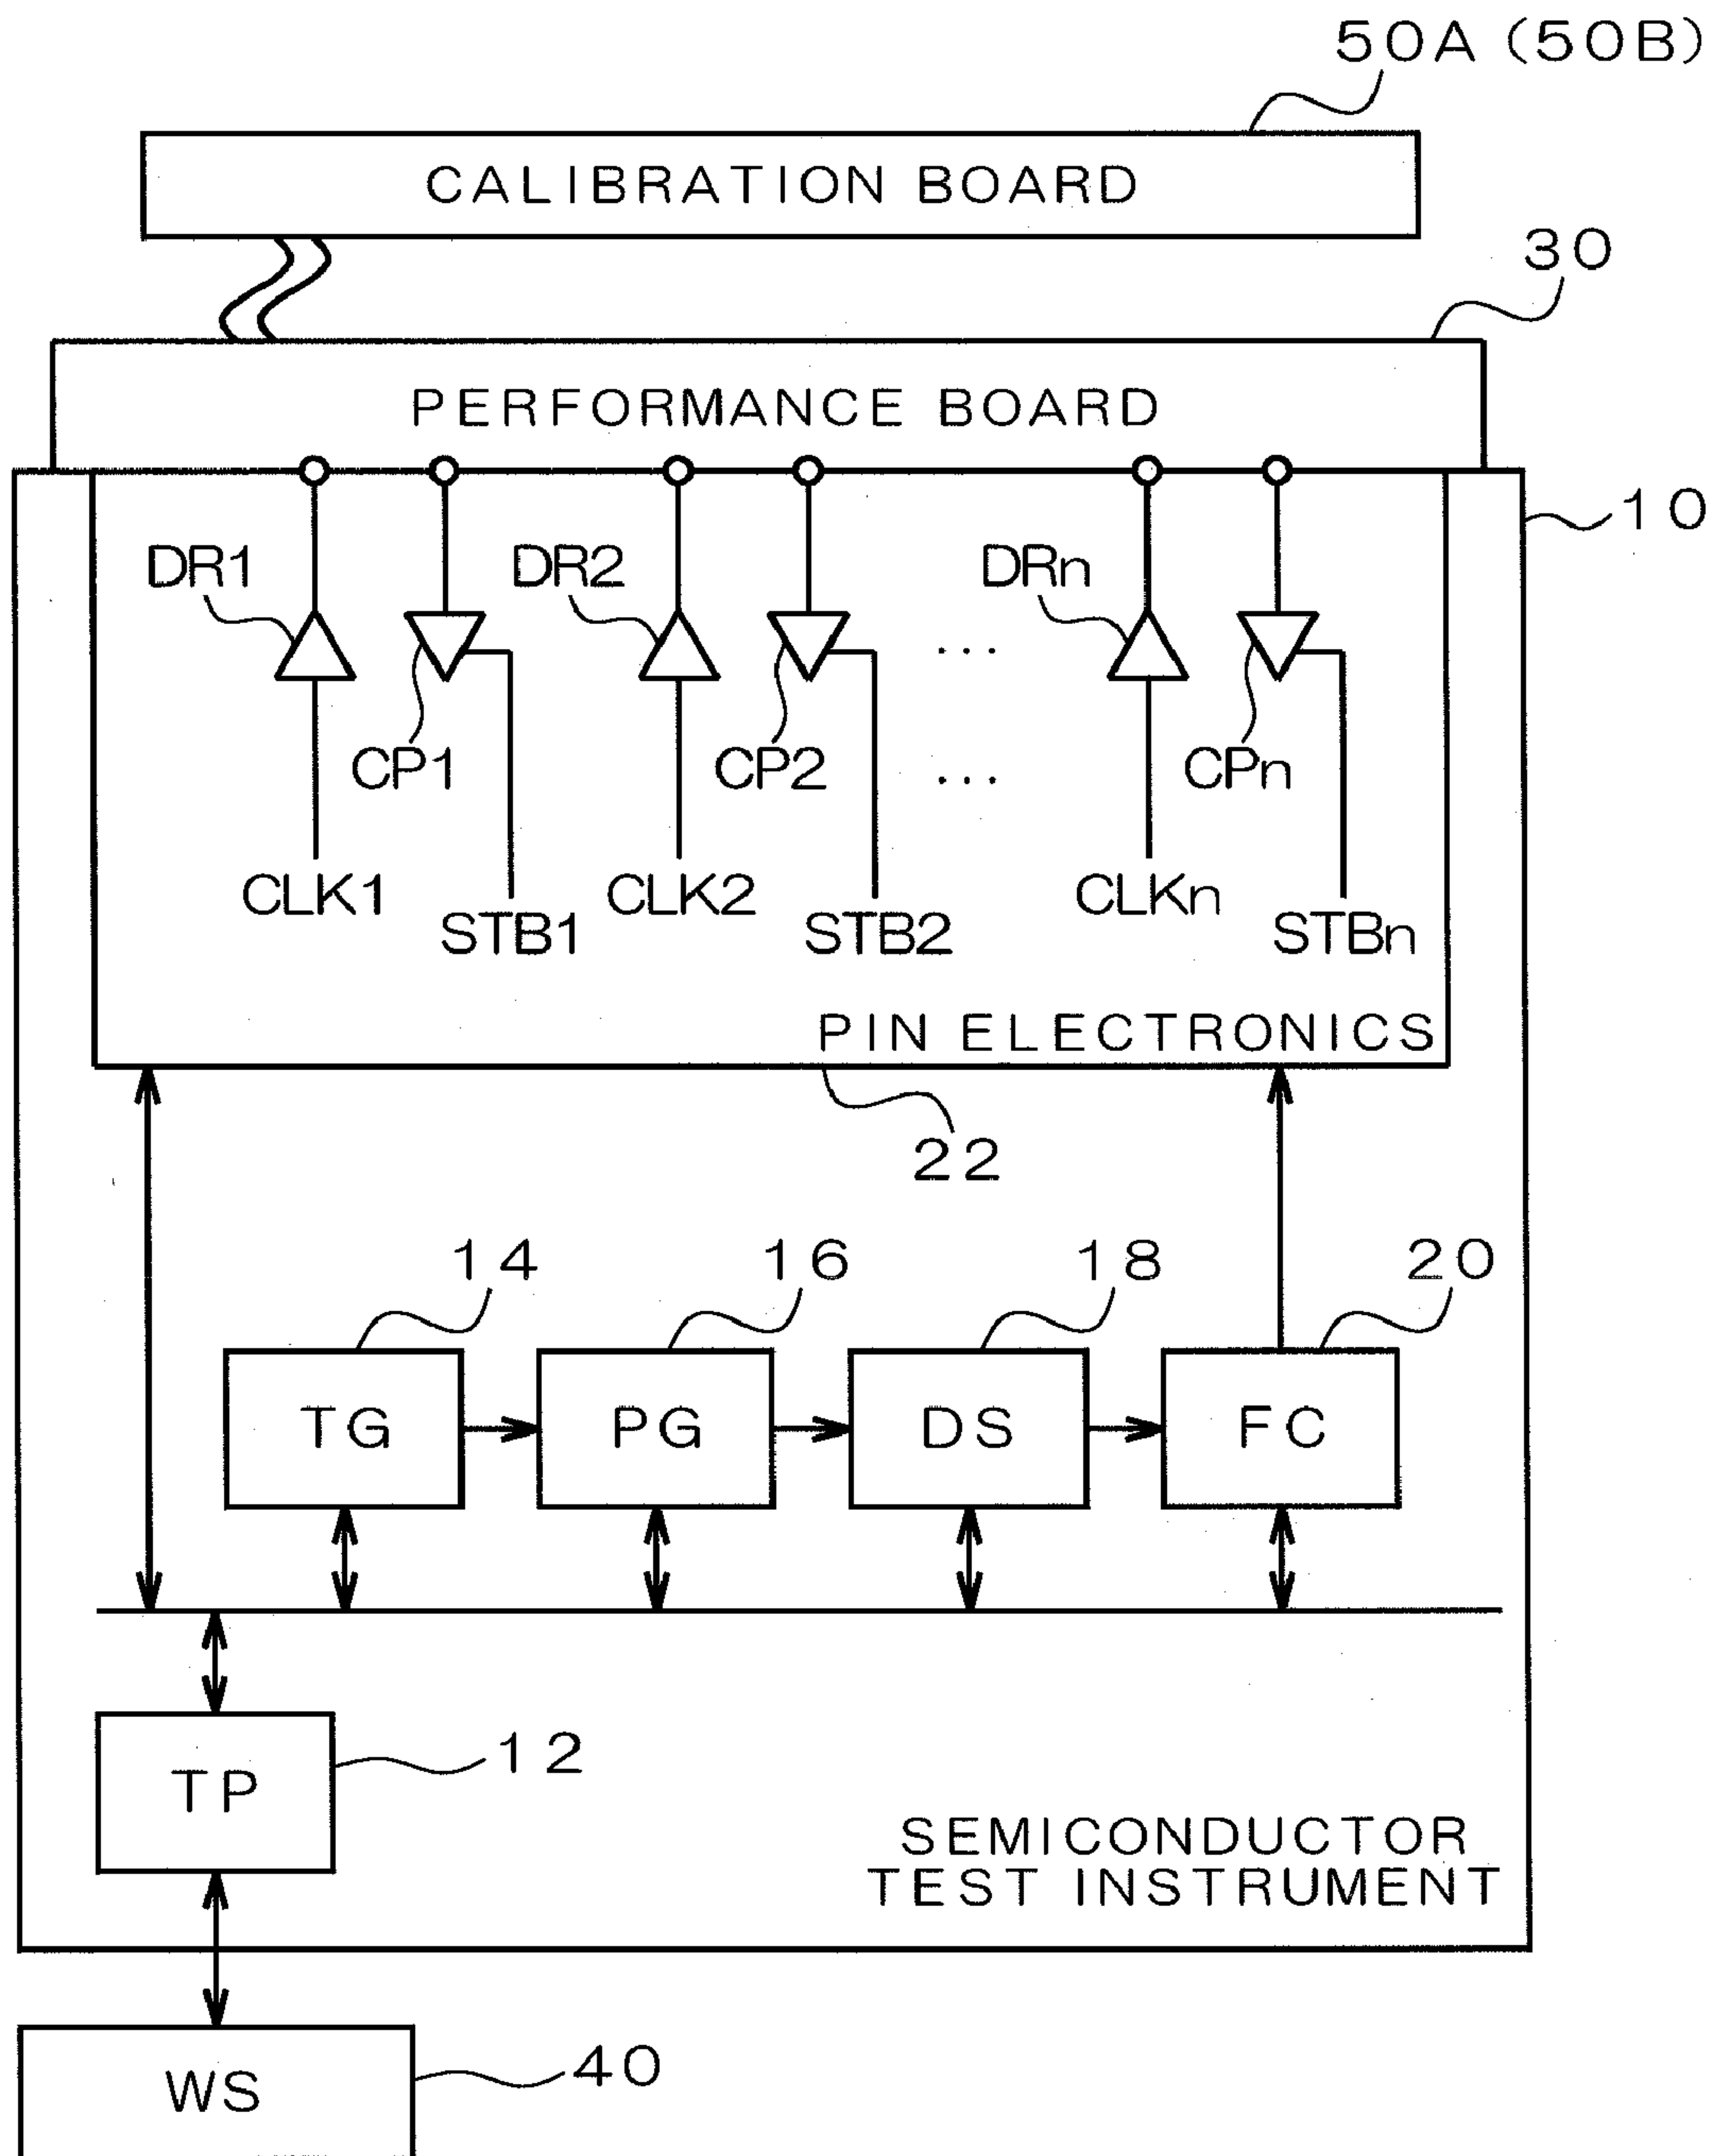 50A (50B)
CALIBRATION BOARD
30
PERFORMANCE BOARD
10
DR1
DR2
DRn
CP1
CP2
CPn
...
...
CLK1
CLK2
CLKn
STB1
STB2
STBn
PIN ELECTRONICS
22
14
16
18
20
TG
PG
DS
FC
TP
12
SEMICONDUCTOR
TEST INSTRUMENT
WS
40